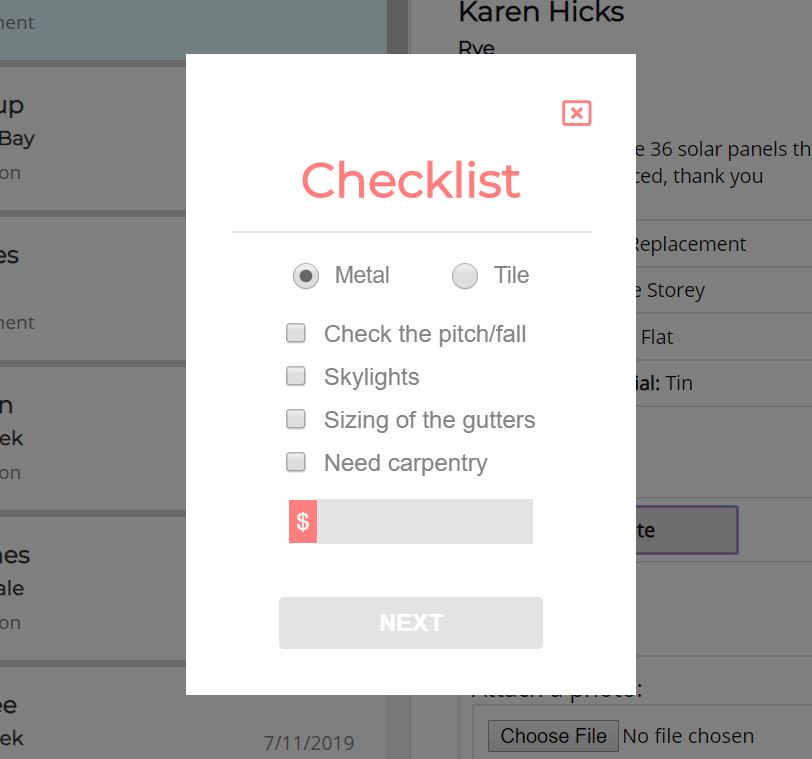 ment
up
Bay
on
es
ment
n
ek
on
nes
ale
on
ee
ek
7/11/2019
Karen Hicks
Rye
e 36 solar panels th
ced, thank you
Replacement
e Storey
Flat
ial: Tin
te
Attach a photo:
Choose File No file chosen
Checklist
Metal Tile
Check the pitch/fall
Skylights
Sizing of the gutters
Need carpentry
$
NEXT